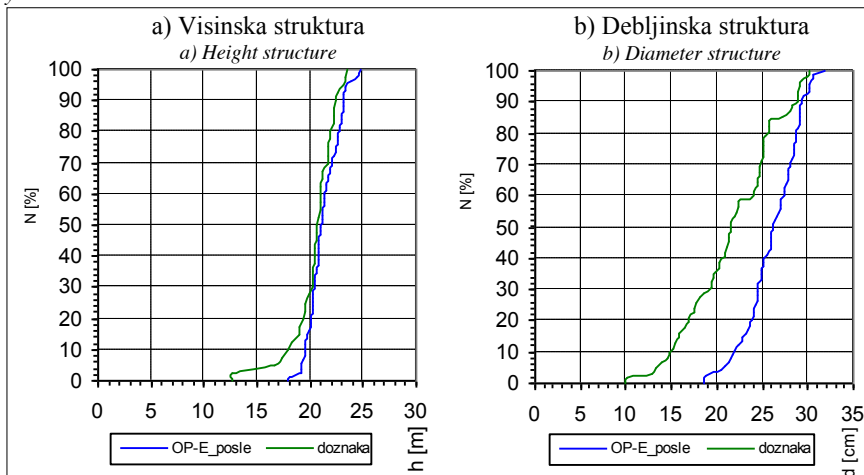 a) Visinska struktura
a) Height structure
100
90
80
70
60
50
40
30
20
10
0
N [%]
0 5 10 15 20 25 30
h [m]
OP-E_posle doznaka
b) Debljinska struktura
b) Diameter structure
100
90
80
70
60
50
40
30
20
10
0
N [%]
0 5 10 15 20 25 30 35
[cm]
OP-E_posle doznaka